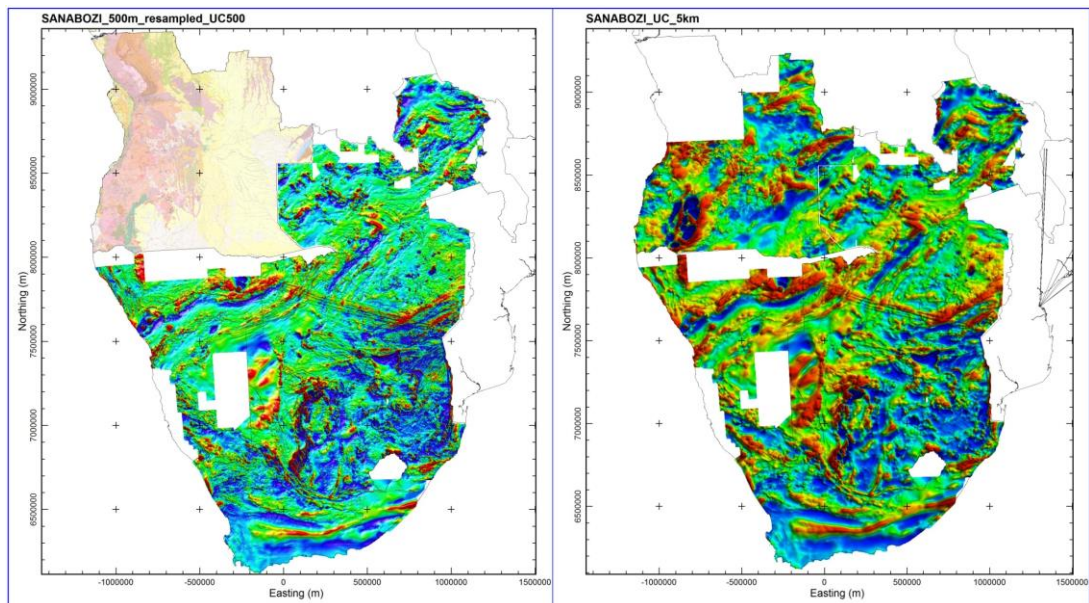 SANABOZI_500m_resampled_UC500
Northing (m)
9000000
8500000
8000000
7500000
7000000
6500000
-1000000 -500000 0 500000 1000000 1500000
Easting (m)
SANABOZI_UC_5km
Northing (m)
9000000
8500000
8000000
7500000
7000000
6500000
-1000000 -500000 0 500000 1000000 1500000
Easting (m)